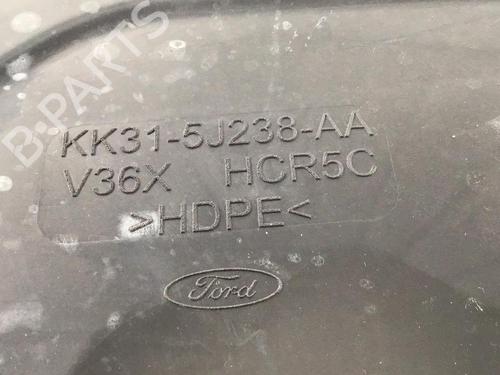 B-PARTS
KK31-5J238-AA
V36X HCR5C
>HDPE<
Ford